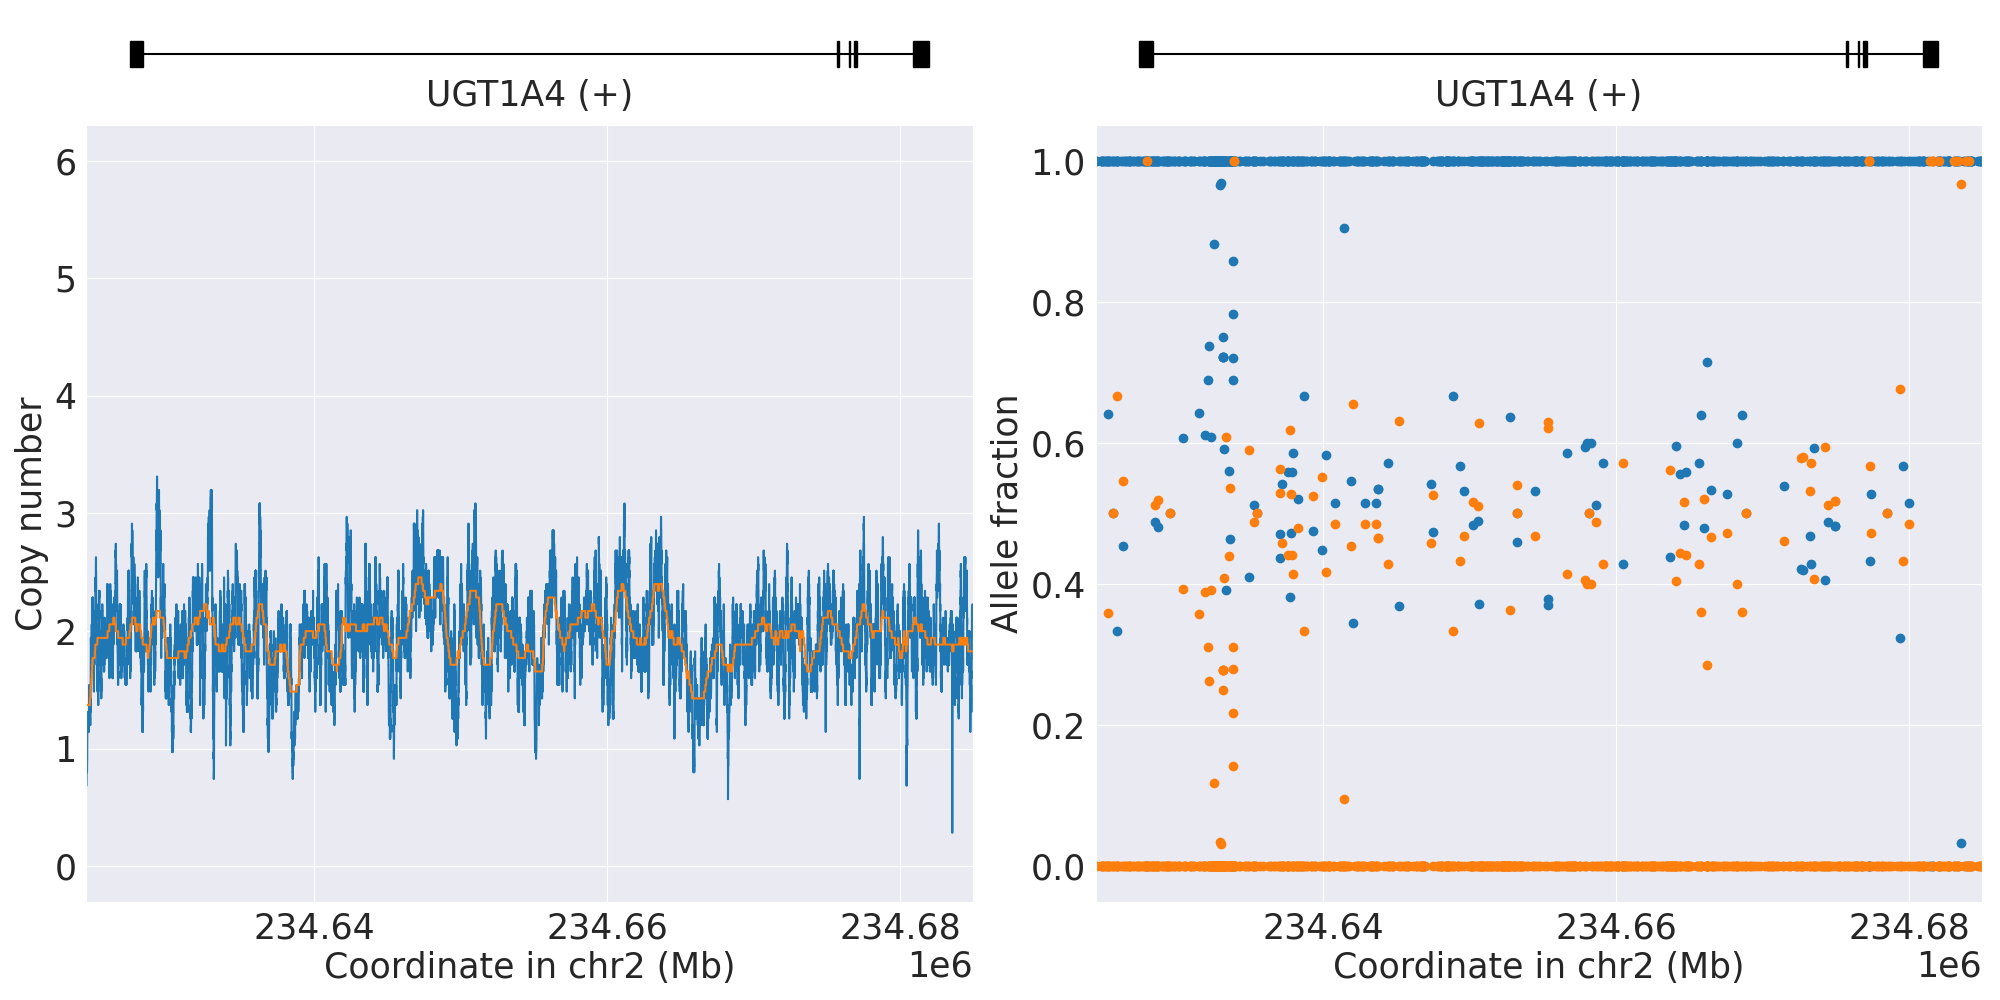 UGT1A4 (+)
6
5
4
3
2
1
0
Copy number
234.64
234.66
234.68
Coordinate in chr2 (Mb)
1e6
UGT1A4 (+)
1.0
0.8
0.6
0.4
0.2
0.0
Allele fraction
234.64
234.66
234.68
Coordinate in chr2 (Mb)
1e6